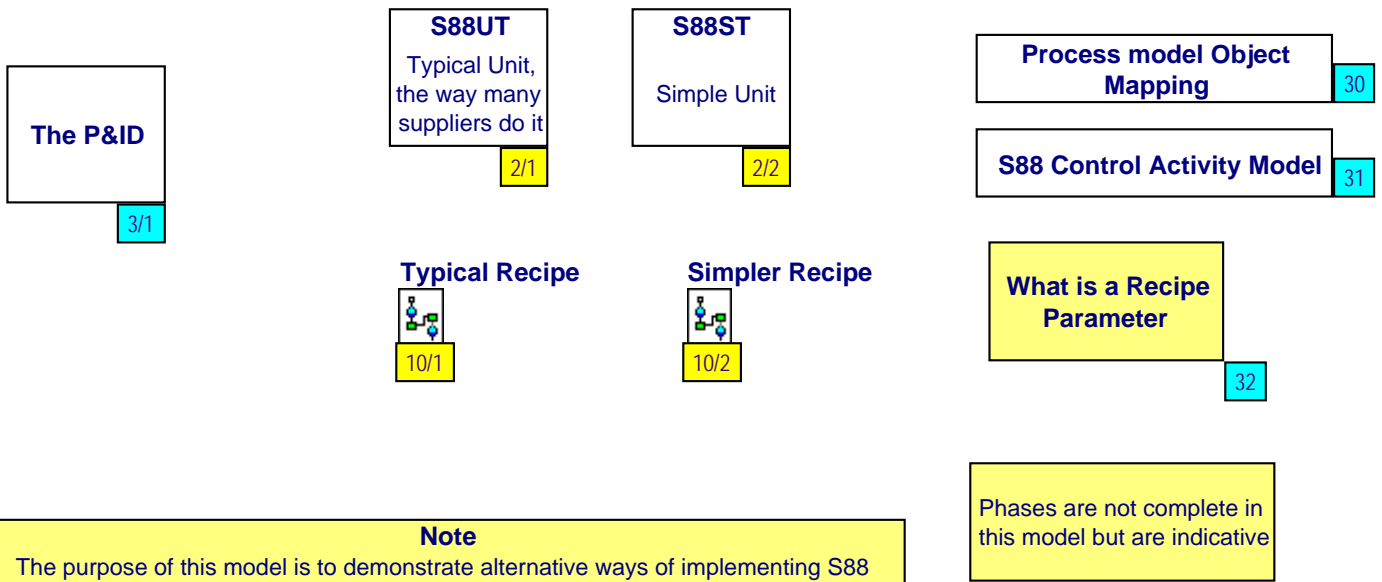 The P&ID
3/1
S88UT
Typical Unit,
the way many
suppliers do it
2/1
S88ST
Simple Unit
2/2
Process model Object
Mapping
30
S88 Control Activity Model
31
Typical Recipe
10/1
Simpler Recipe
10/2
What is a Recipe
Parameter
32
Phases are not complete in
this model but are indicative
Note
The purpose of this model is to demonstrate alternative ways of implementing S88